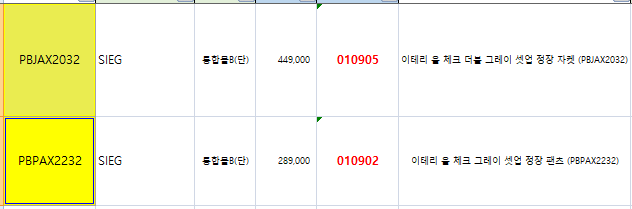 PBJAX2032 SIEG 통합몰B(단) 449,000 010905 이테리 울 체크 더블 그레이 셋업 정장 자켓 (PBJAX2032)
PBPAX2232 SIEG 통합몰B(단) 289,000 010902 이테리 울 체크 그레이 셋업 정장 팬츠 (PBPAX2232)